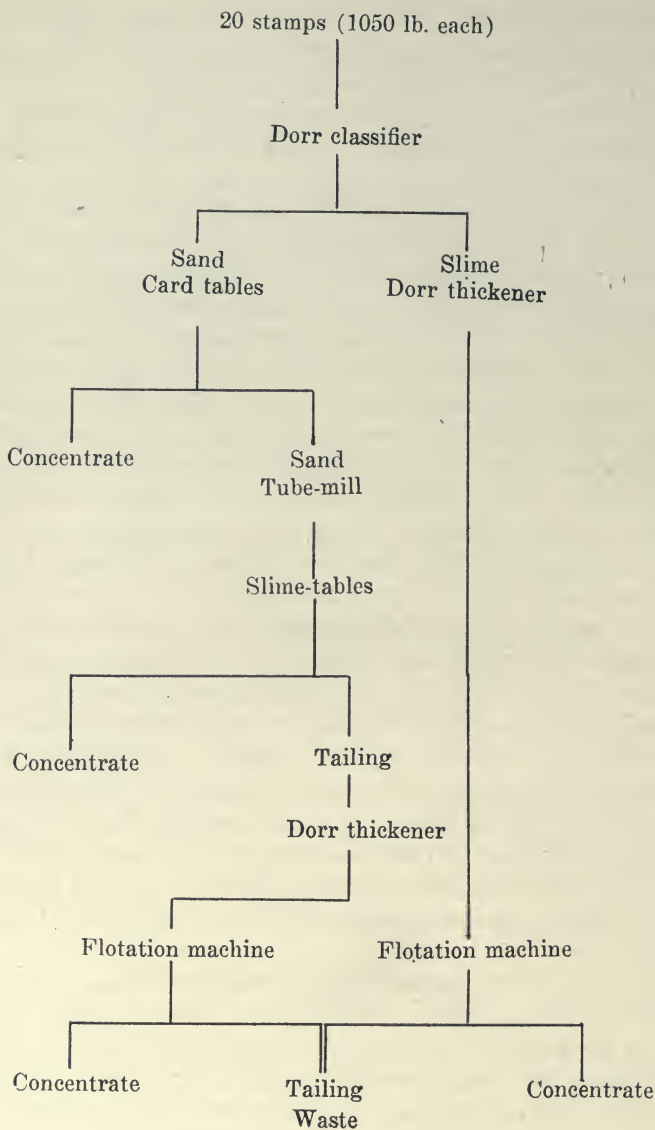 20 stamps (1050 lb. each)
Dorr classifier
Sand
Card tables
Slime
Dorr thickener
Concentrate
Sand
Tube-mill
Slime-tables
Concentrate
Tailing
Dorr thickener
Flotation machine
Flotation machine
Concentrate
Tailing
Waste
Concentrate